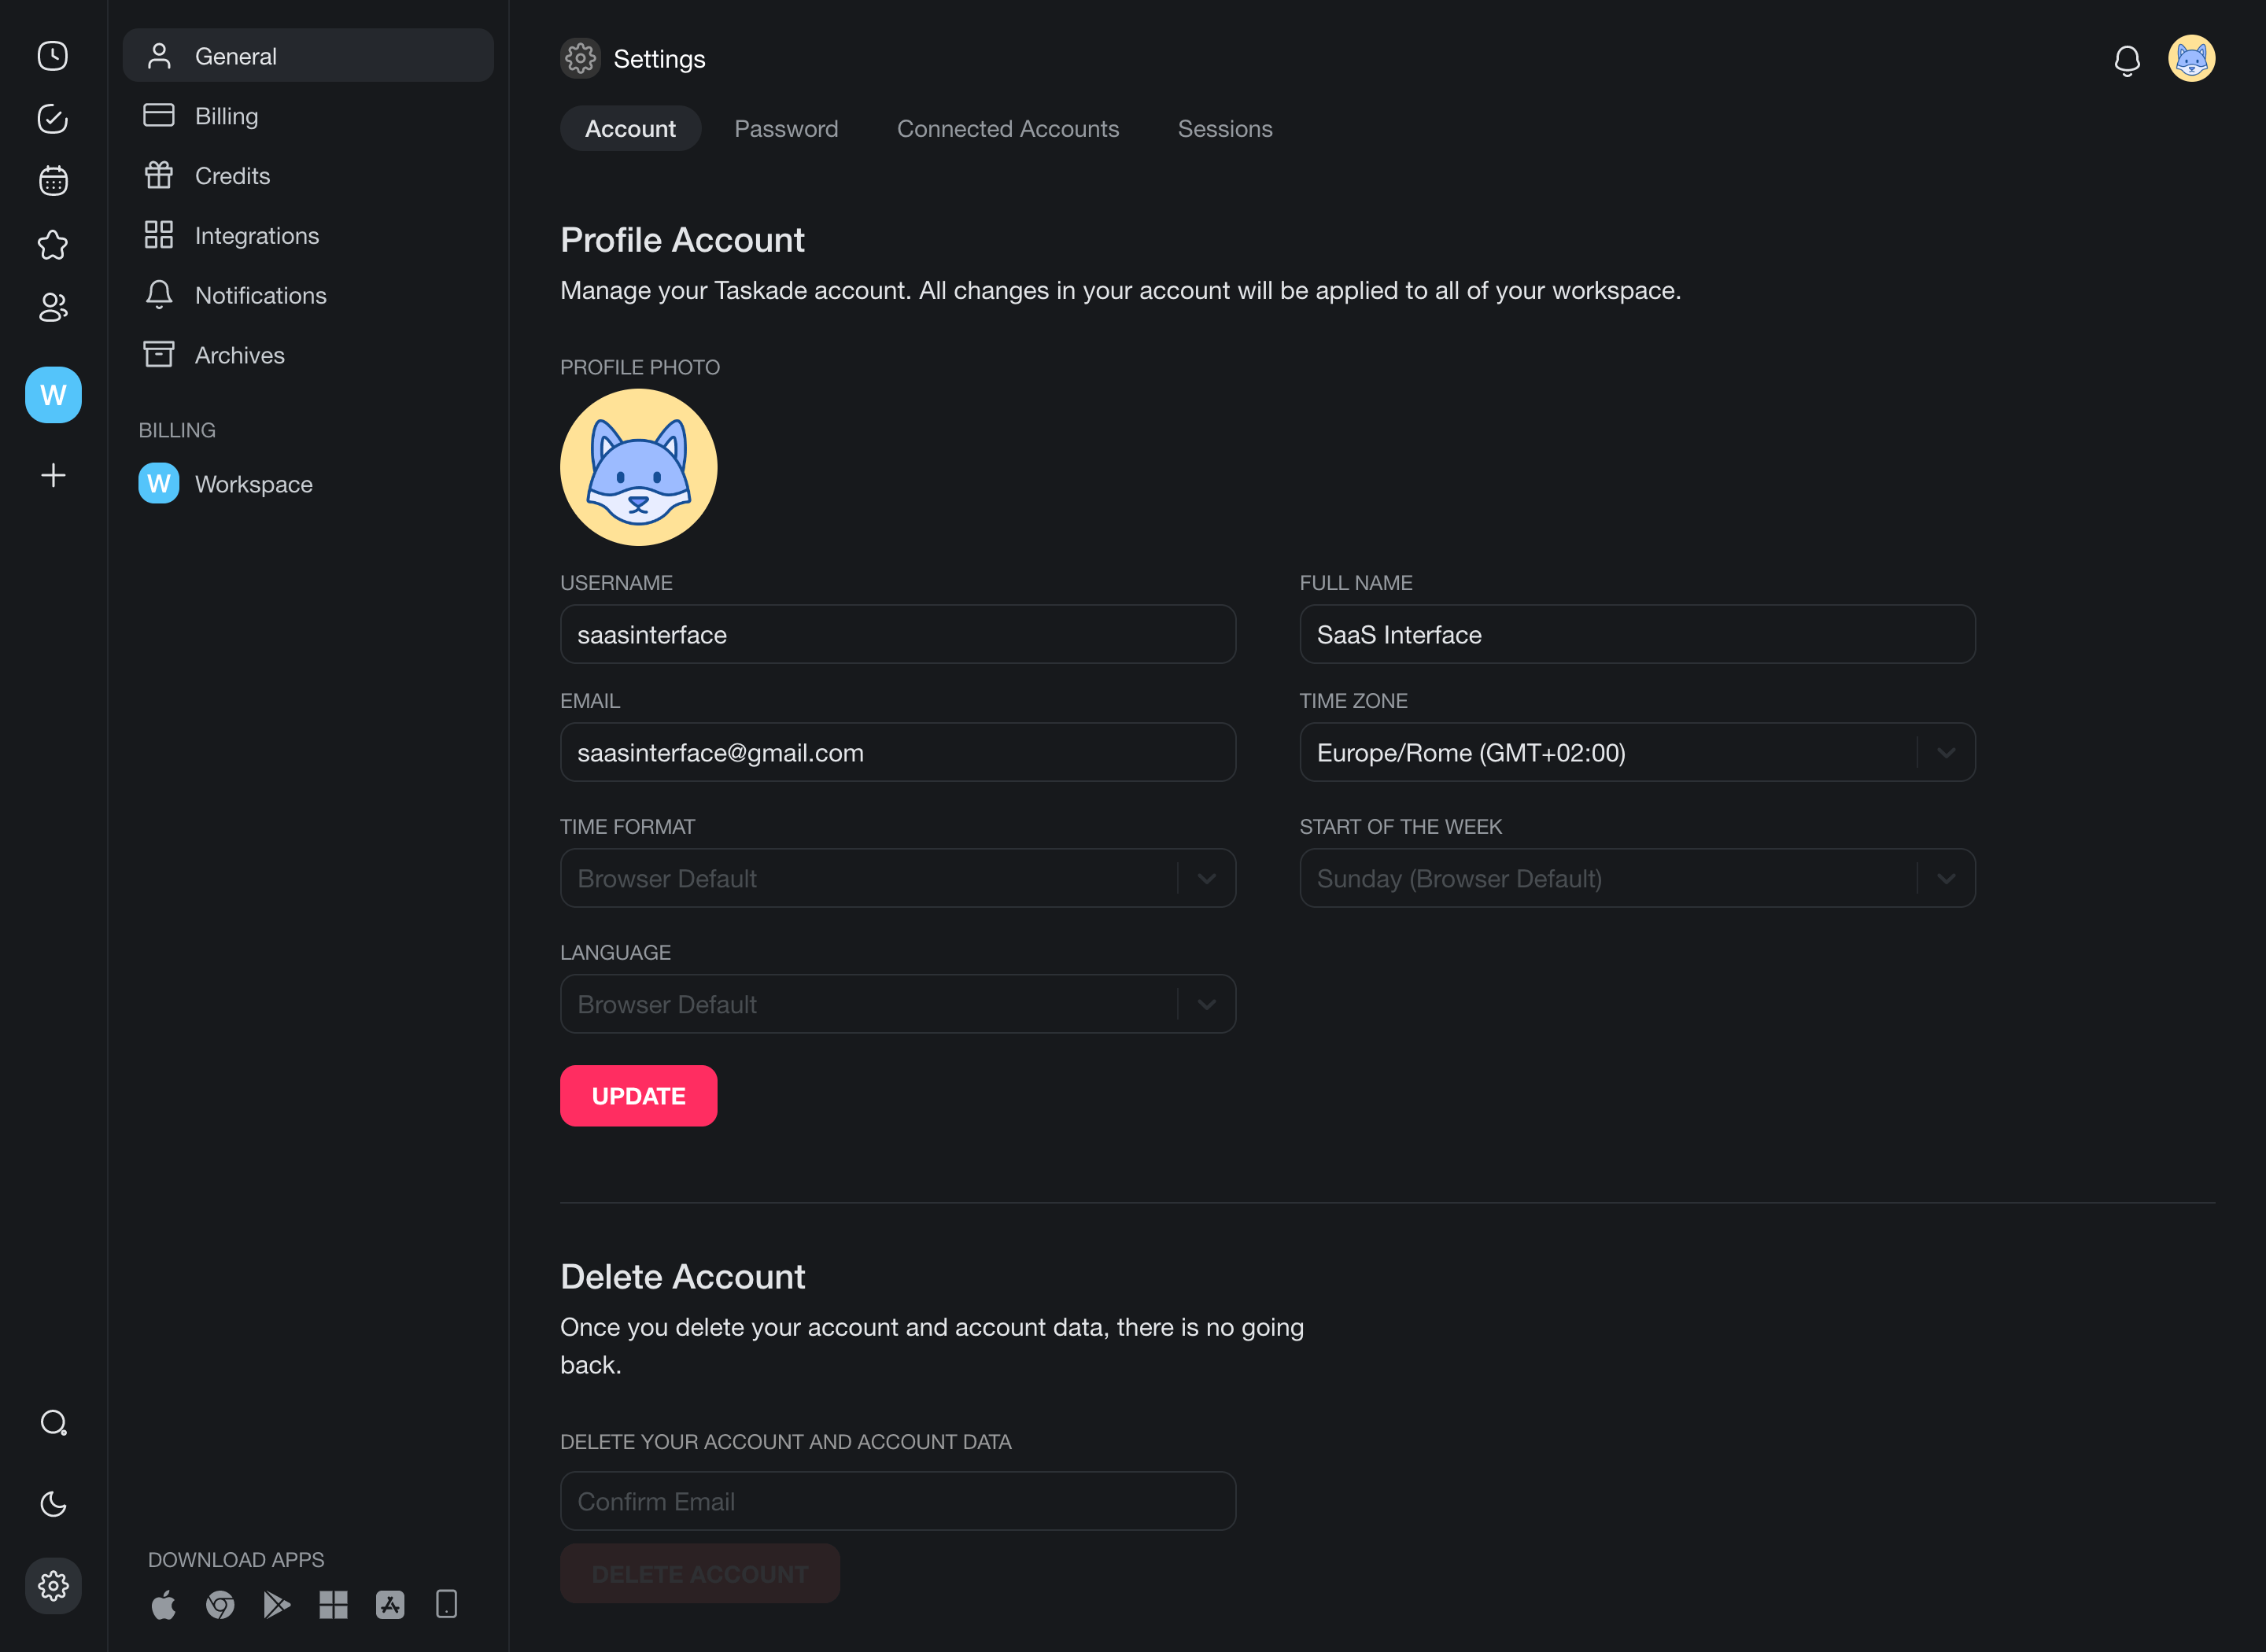 General
Billing
Credits
Integrations
Notifications
Archives
W
BILLING
W Workspace
DOWNLOAD APPS
Settings
Account Password Connected Accounts Sessions
Profile Account
Manage your Taskade account. All changes in your account will be applied to all of your workspace.
PROFILE PHOTO
USERNAME FULL NAME
saasinterface SaaS Interface
EMAIL TIME ZONE
saasinterface@gmail.com Europe/Rome (GMT+02:00)
TIME FORMAT START OF THE WEEK
Browser Default Sunday (Browser Default)
LANGUAGE
Browser Default
UPDATE
Delete Account
Once you delete your account and account data, there is no going
back.
DELETE YOUR ACCOUNT AND ACCOUNT DATA
Confirm Email
DELETE ACCOUNT